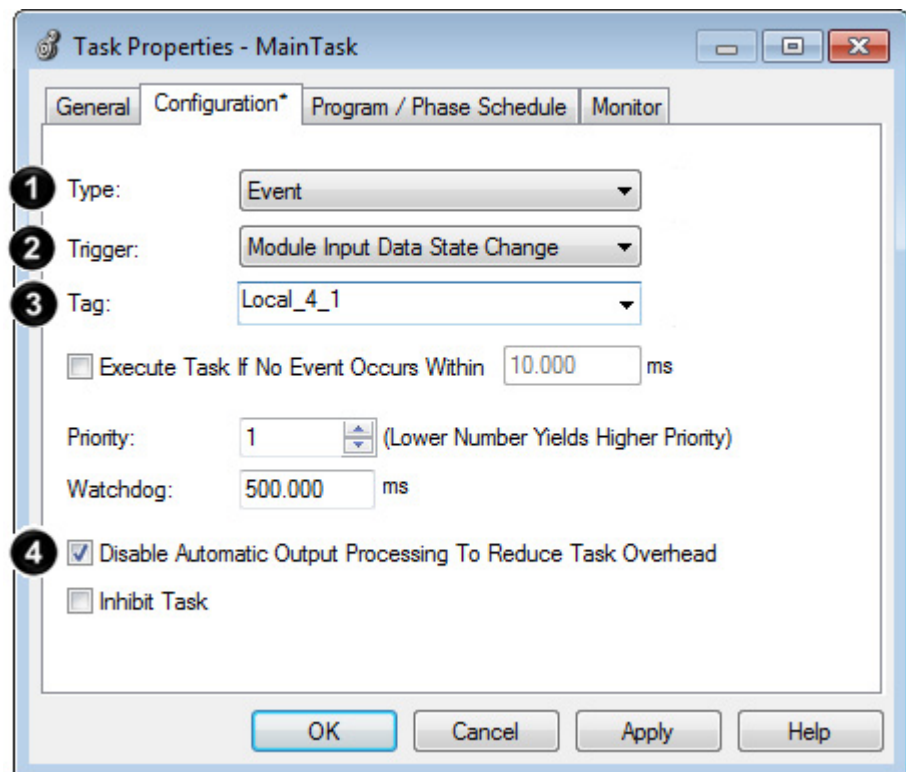 Task Properties - MainTask
General Configuration* Program / Phase Schedule Monitor
1 Type: Event
2 Trigger: Module Input Data State Change
3 Tag: Local_4_1
Execute Task If No Event Occurs Within 10.000 ms
Priority: 1 (Lower Number Yields Higher Priority)
Watchdog: 500.000 ms
4 Disable Automatic Output Processing To Reduce Task Overhead
Inhibit Task
OK Cancel Apply Help